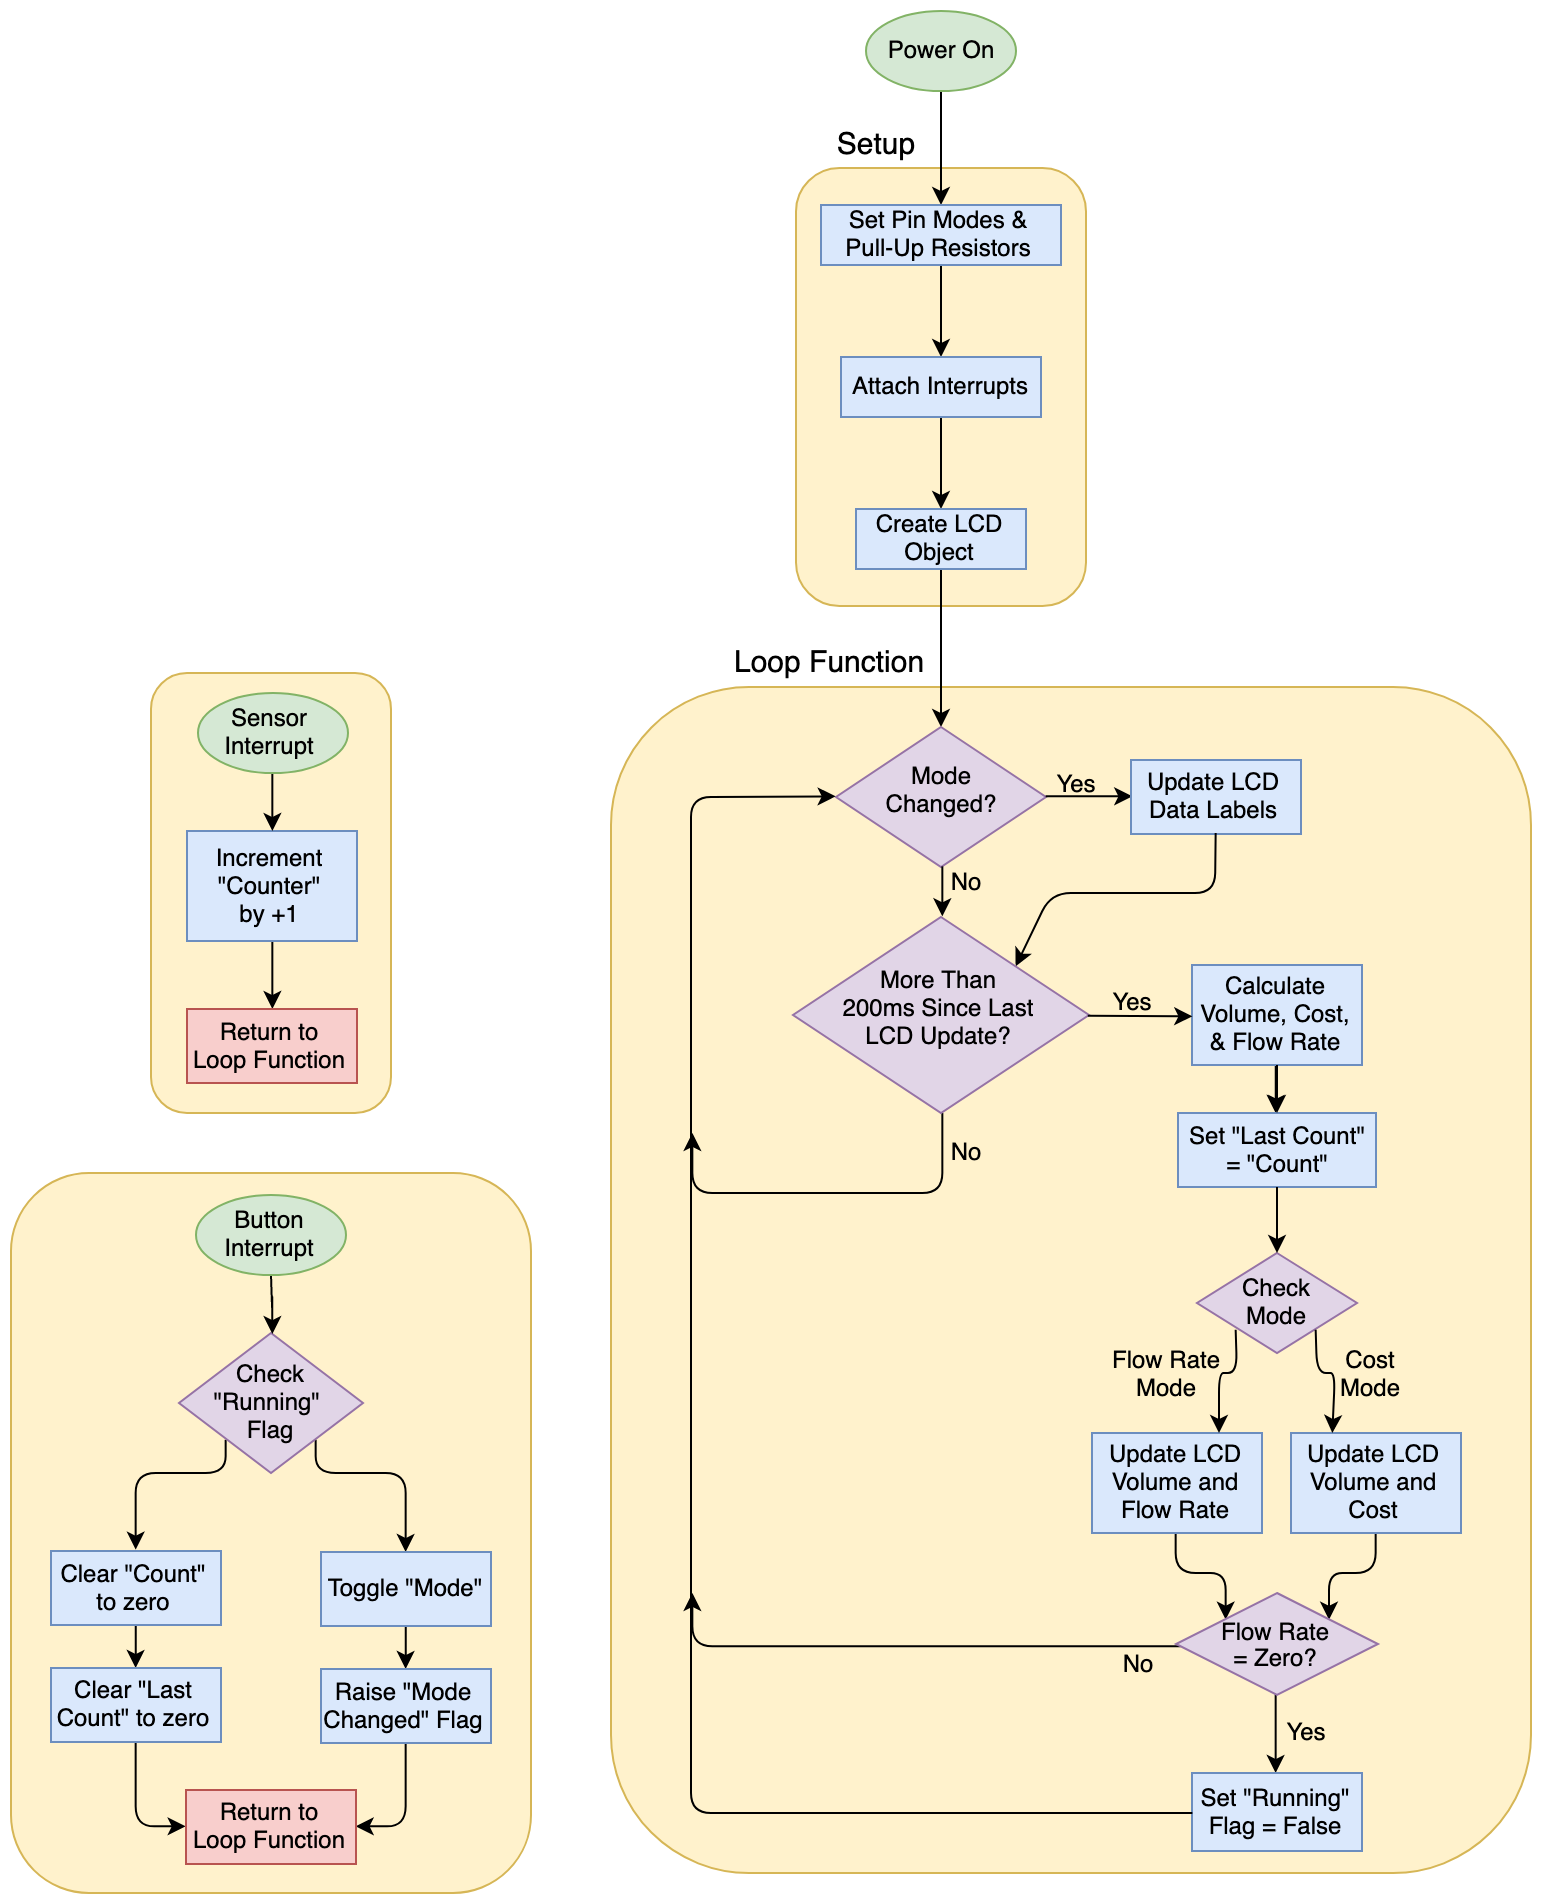 Power On
Setup
Set Pin Modes &
Pull-Up Resistors
Attach Interrupts
Create LCD
Object
Loop Function
Mode
Changed?
Yes
Update LCD
Data Labels
No
More Than
200ms Since Last
LCD Update?
Yes
Calculate
Volume, Cost,
& Flow Rate
No
Set "Last Count"
= "Count"
Check
Mode
Flow Rate
Mode
Cost
Mode
Update LCD
Volume and
Flow Rate
Update LCD
Volume and
Cost
Flow Rate
= Zero?
No
Yes
Set "Running"
Flag = False
Sensor
Interrupt
Increment
"Counter"
by +1
Return to
Loop Function
Button
Interrupt
Check
"Running"
Flag
Clear "Count"
to zero
Clear "Last
Count" to zero
Toggle "Mode"
Raise "Mode
Changed" Flag
Return to
Loop Function